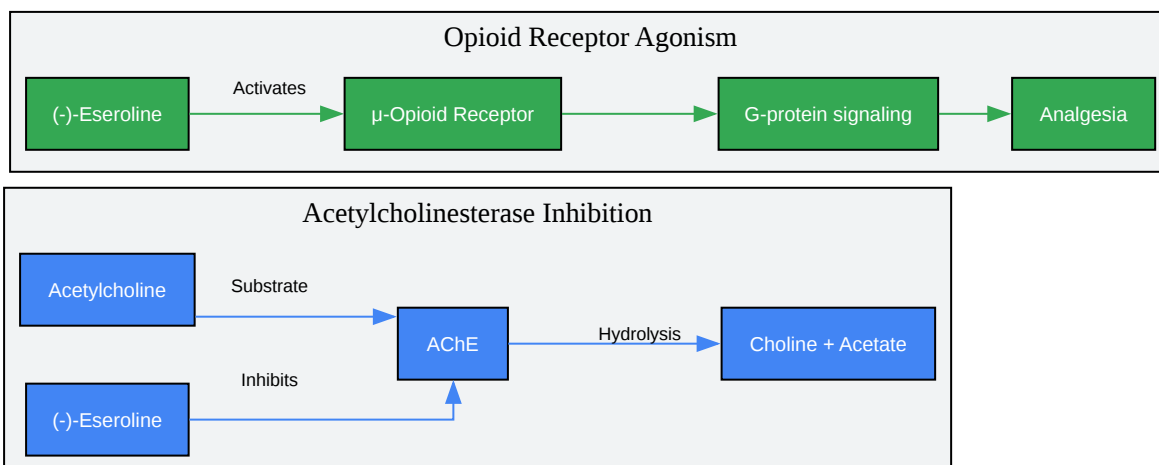 Opioid Receptor Agonism
(-)-Eseroline
Activates
μ-Opioid Receptor
G-protein signaling
Analgesia
Acetylcholinesterase Inhibition
Acetylcholine
Substrate
AChE
Hydrolysis
Choline + Acetate
(-)-Eseroline
Inhibits